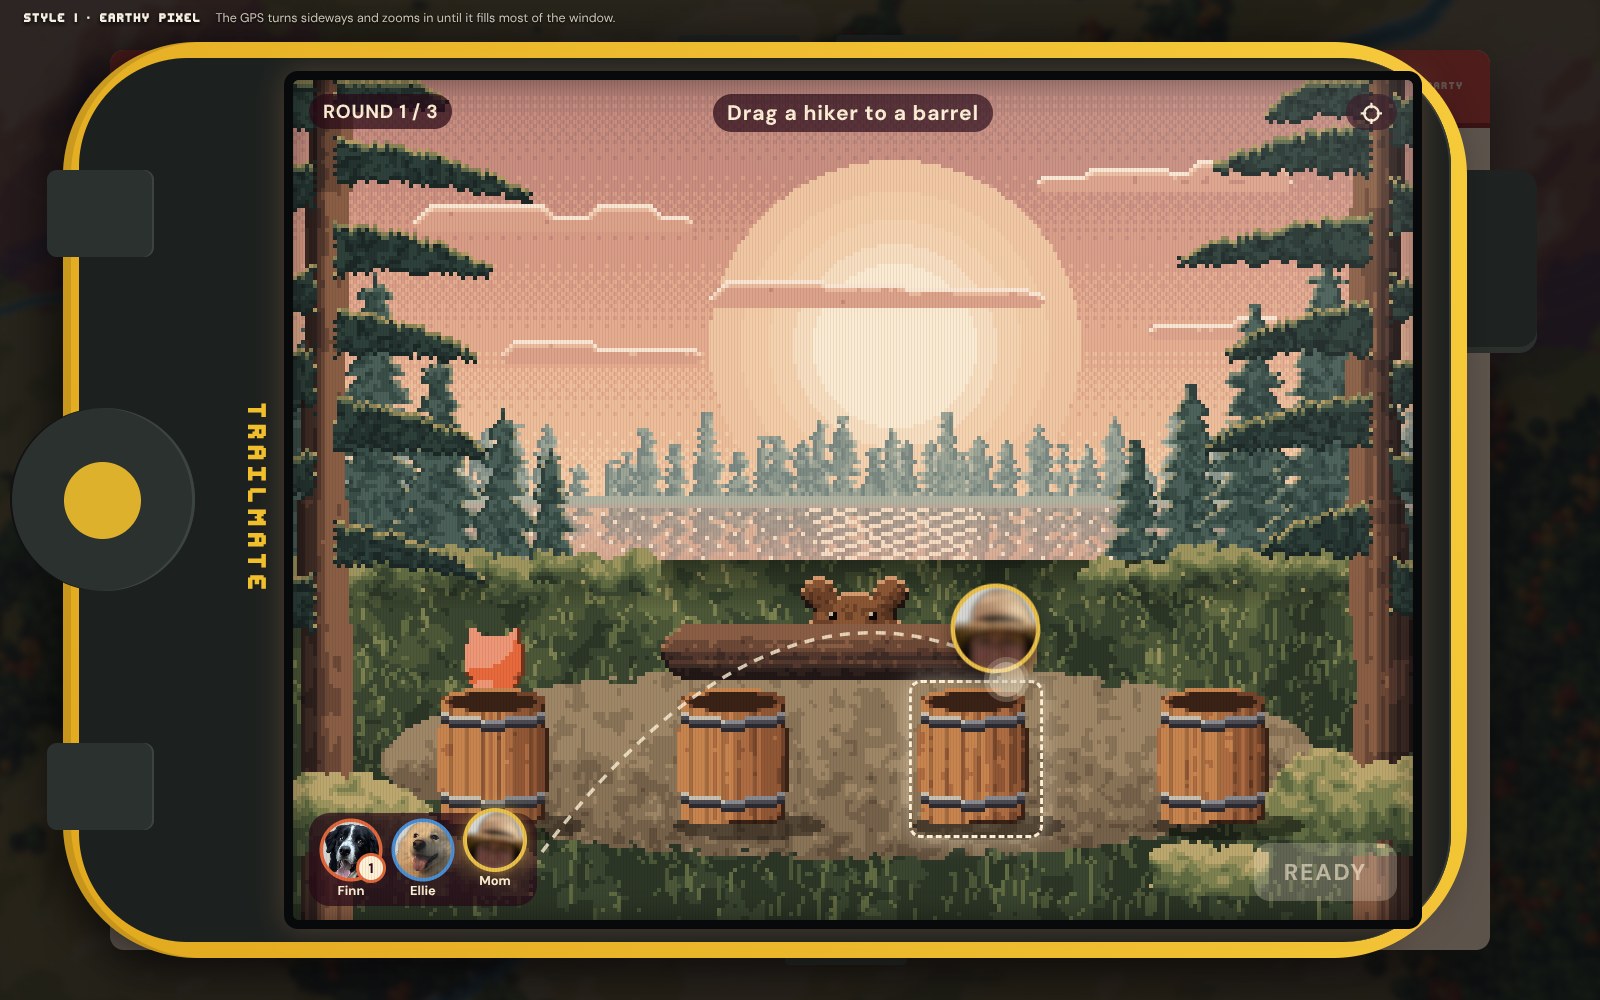 STYLE 1 · EARTHY PIXEL The GPS turns sideways and zooms in until it fills most of the window.
ROUND 1 / 3
Drag a hiker to a barrel
TRAILMATE
1
Finn
Ellie
Mom
READY